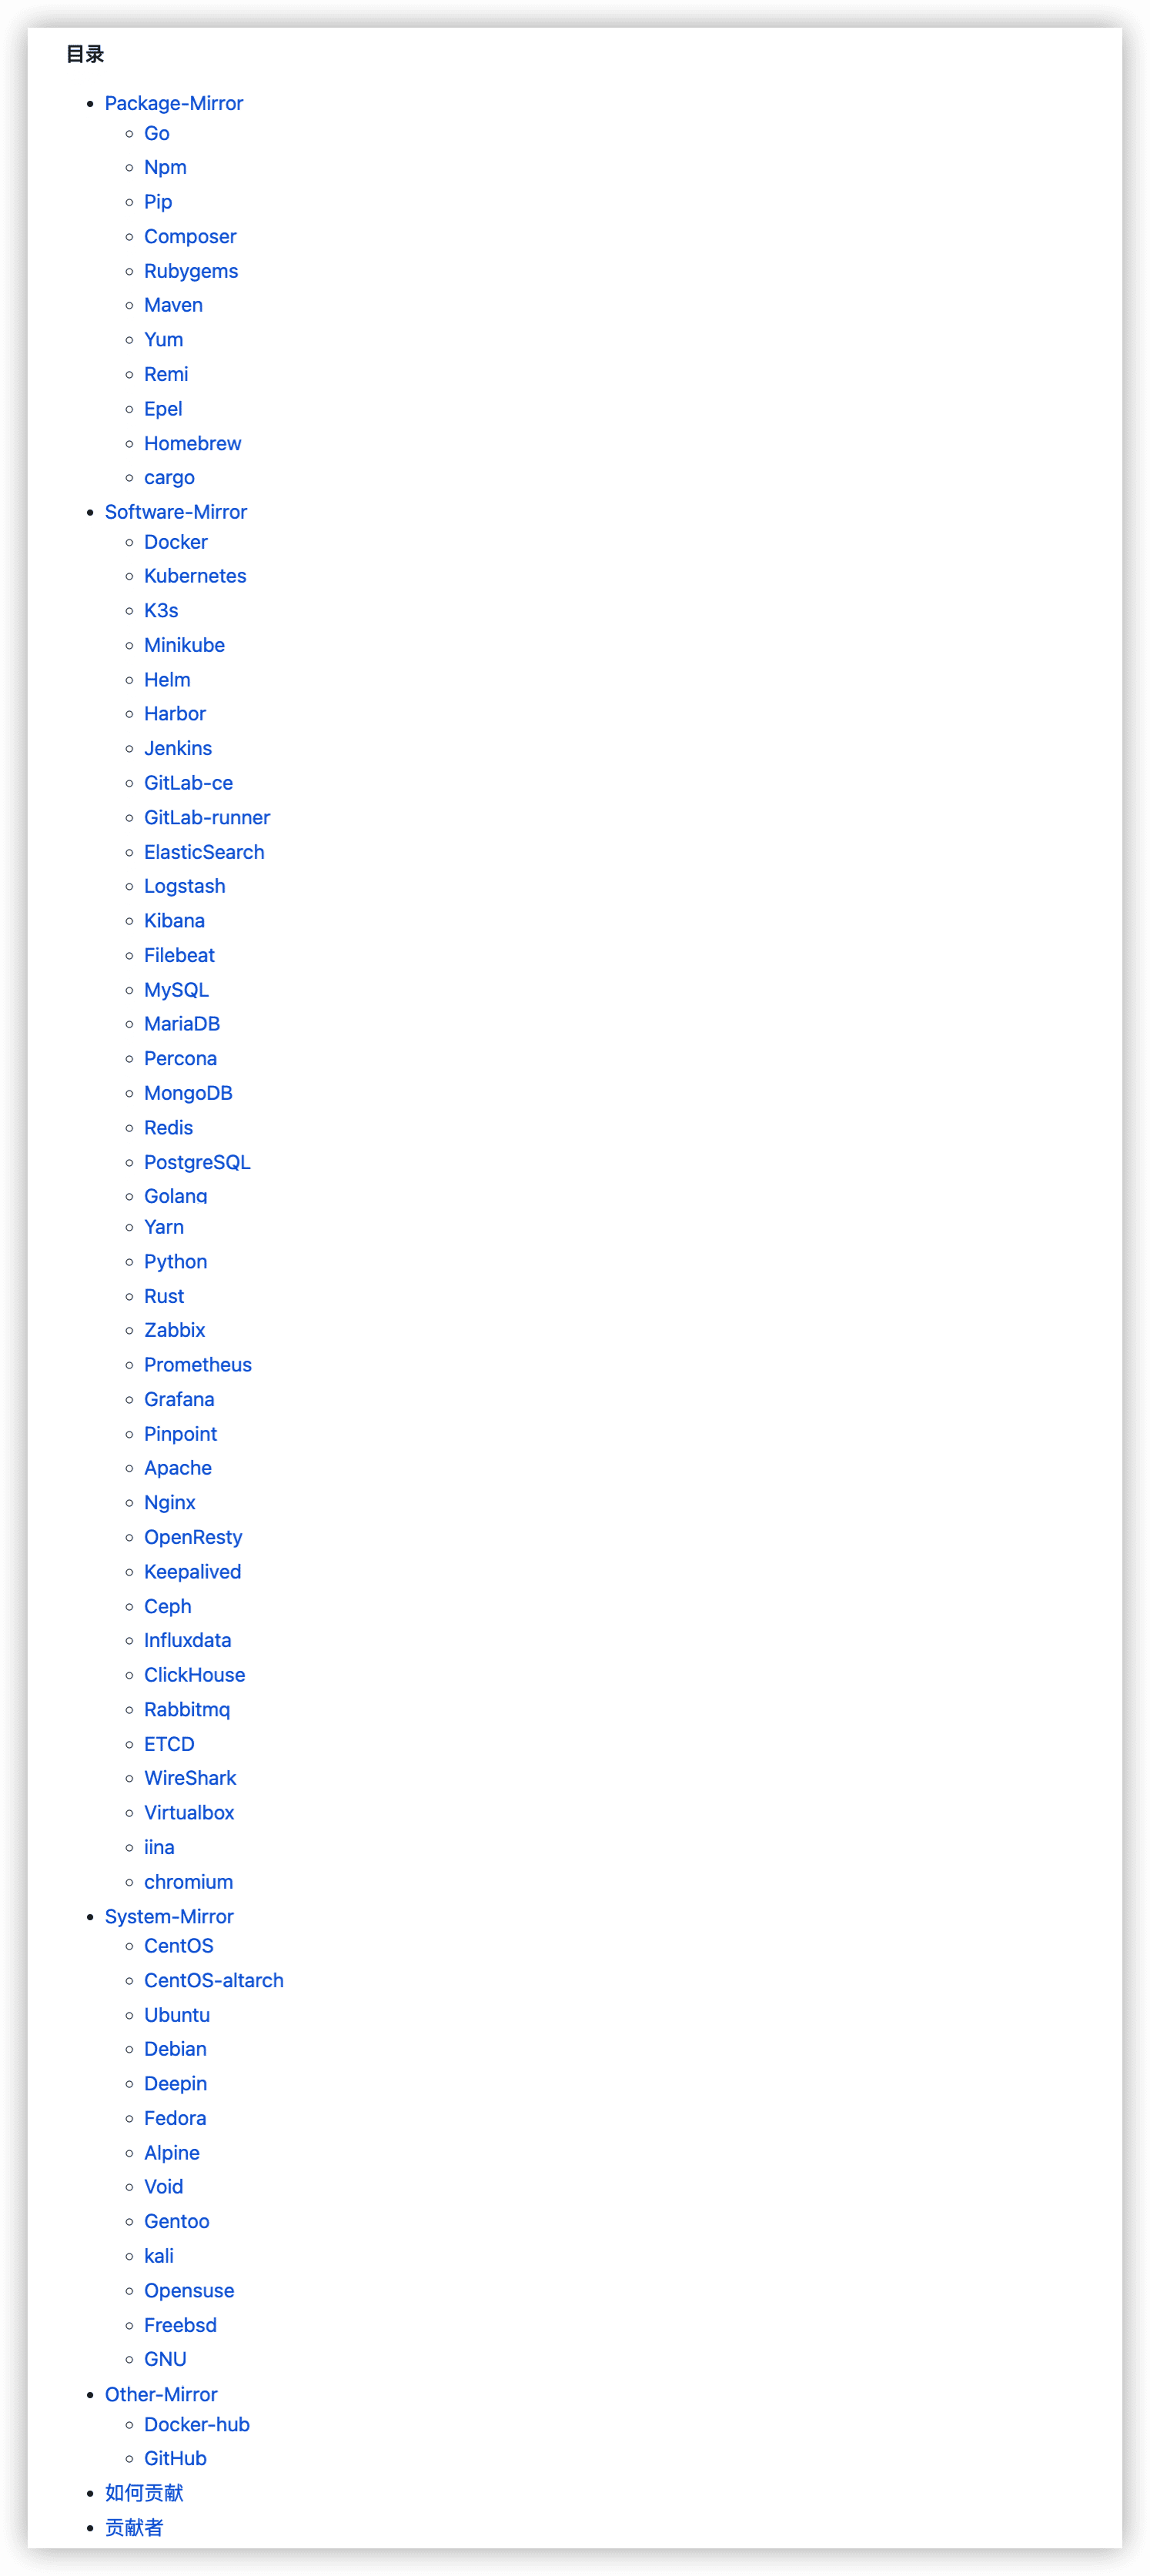 目录
Package-Mirror
Go
Npm
Pip
Composer
Rubygems
Maven
Yum
Remi
Epel
Homebrew
cargo
Software-Mirror
Docker
Kubernetes
K3s
Minikube
Helm
Harbor
Jenkins
GitLab-ce
GitLab-runner
ElasticSearch
Logstash
Kibana
Filebeat
MySQL
MariaDB
Percona
MongoDB
Redis
PostgreSQL
Golang
Yarn
Python
Rust
Zabbix
Prometheus
Grafana
Pinpoint
Apache
Nginx
OpenResty
Keepalived
Ceph
Influxdata
ClickHouse
Rabbitmq
ETCD
WireShark
Virtualbox
iina
chromium
System-Mirror
CentOS
CentOS-altarch
Ubuntu
Debian
Deepin
Fedora
Alpine
Void
Gentoo
kali
Opensuse
Freebsd
GNU
Other-Mirror
Docker-hub
GitHub
如何贡献
贡献者